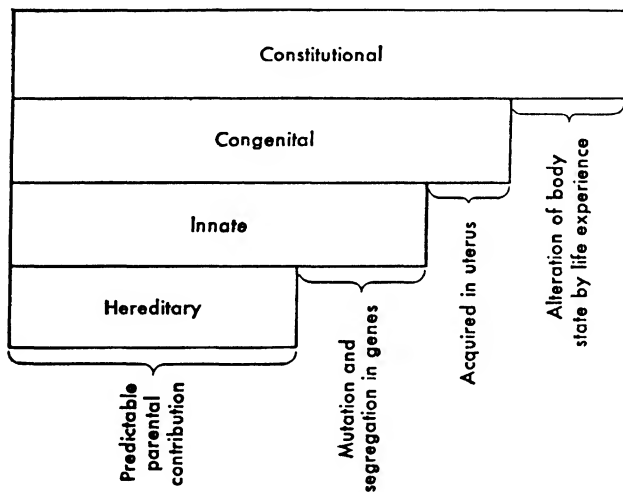 Constitutional
Congenital
Innate
Hereditary
Predictable
parental
contribution
Mutation and
segregation in genes
Acquired in uterus
Alteration of body
state by life experience